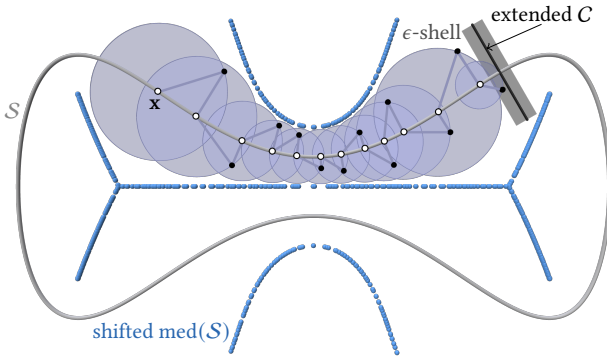 extended 𝒞
ϵ-shell
x
𝒮
shifted med(𝒮)